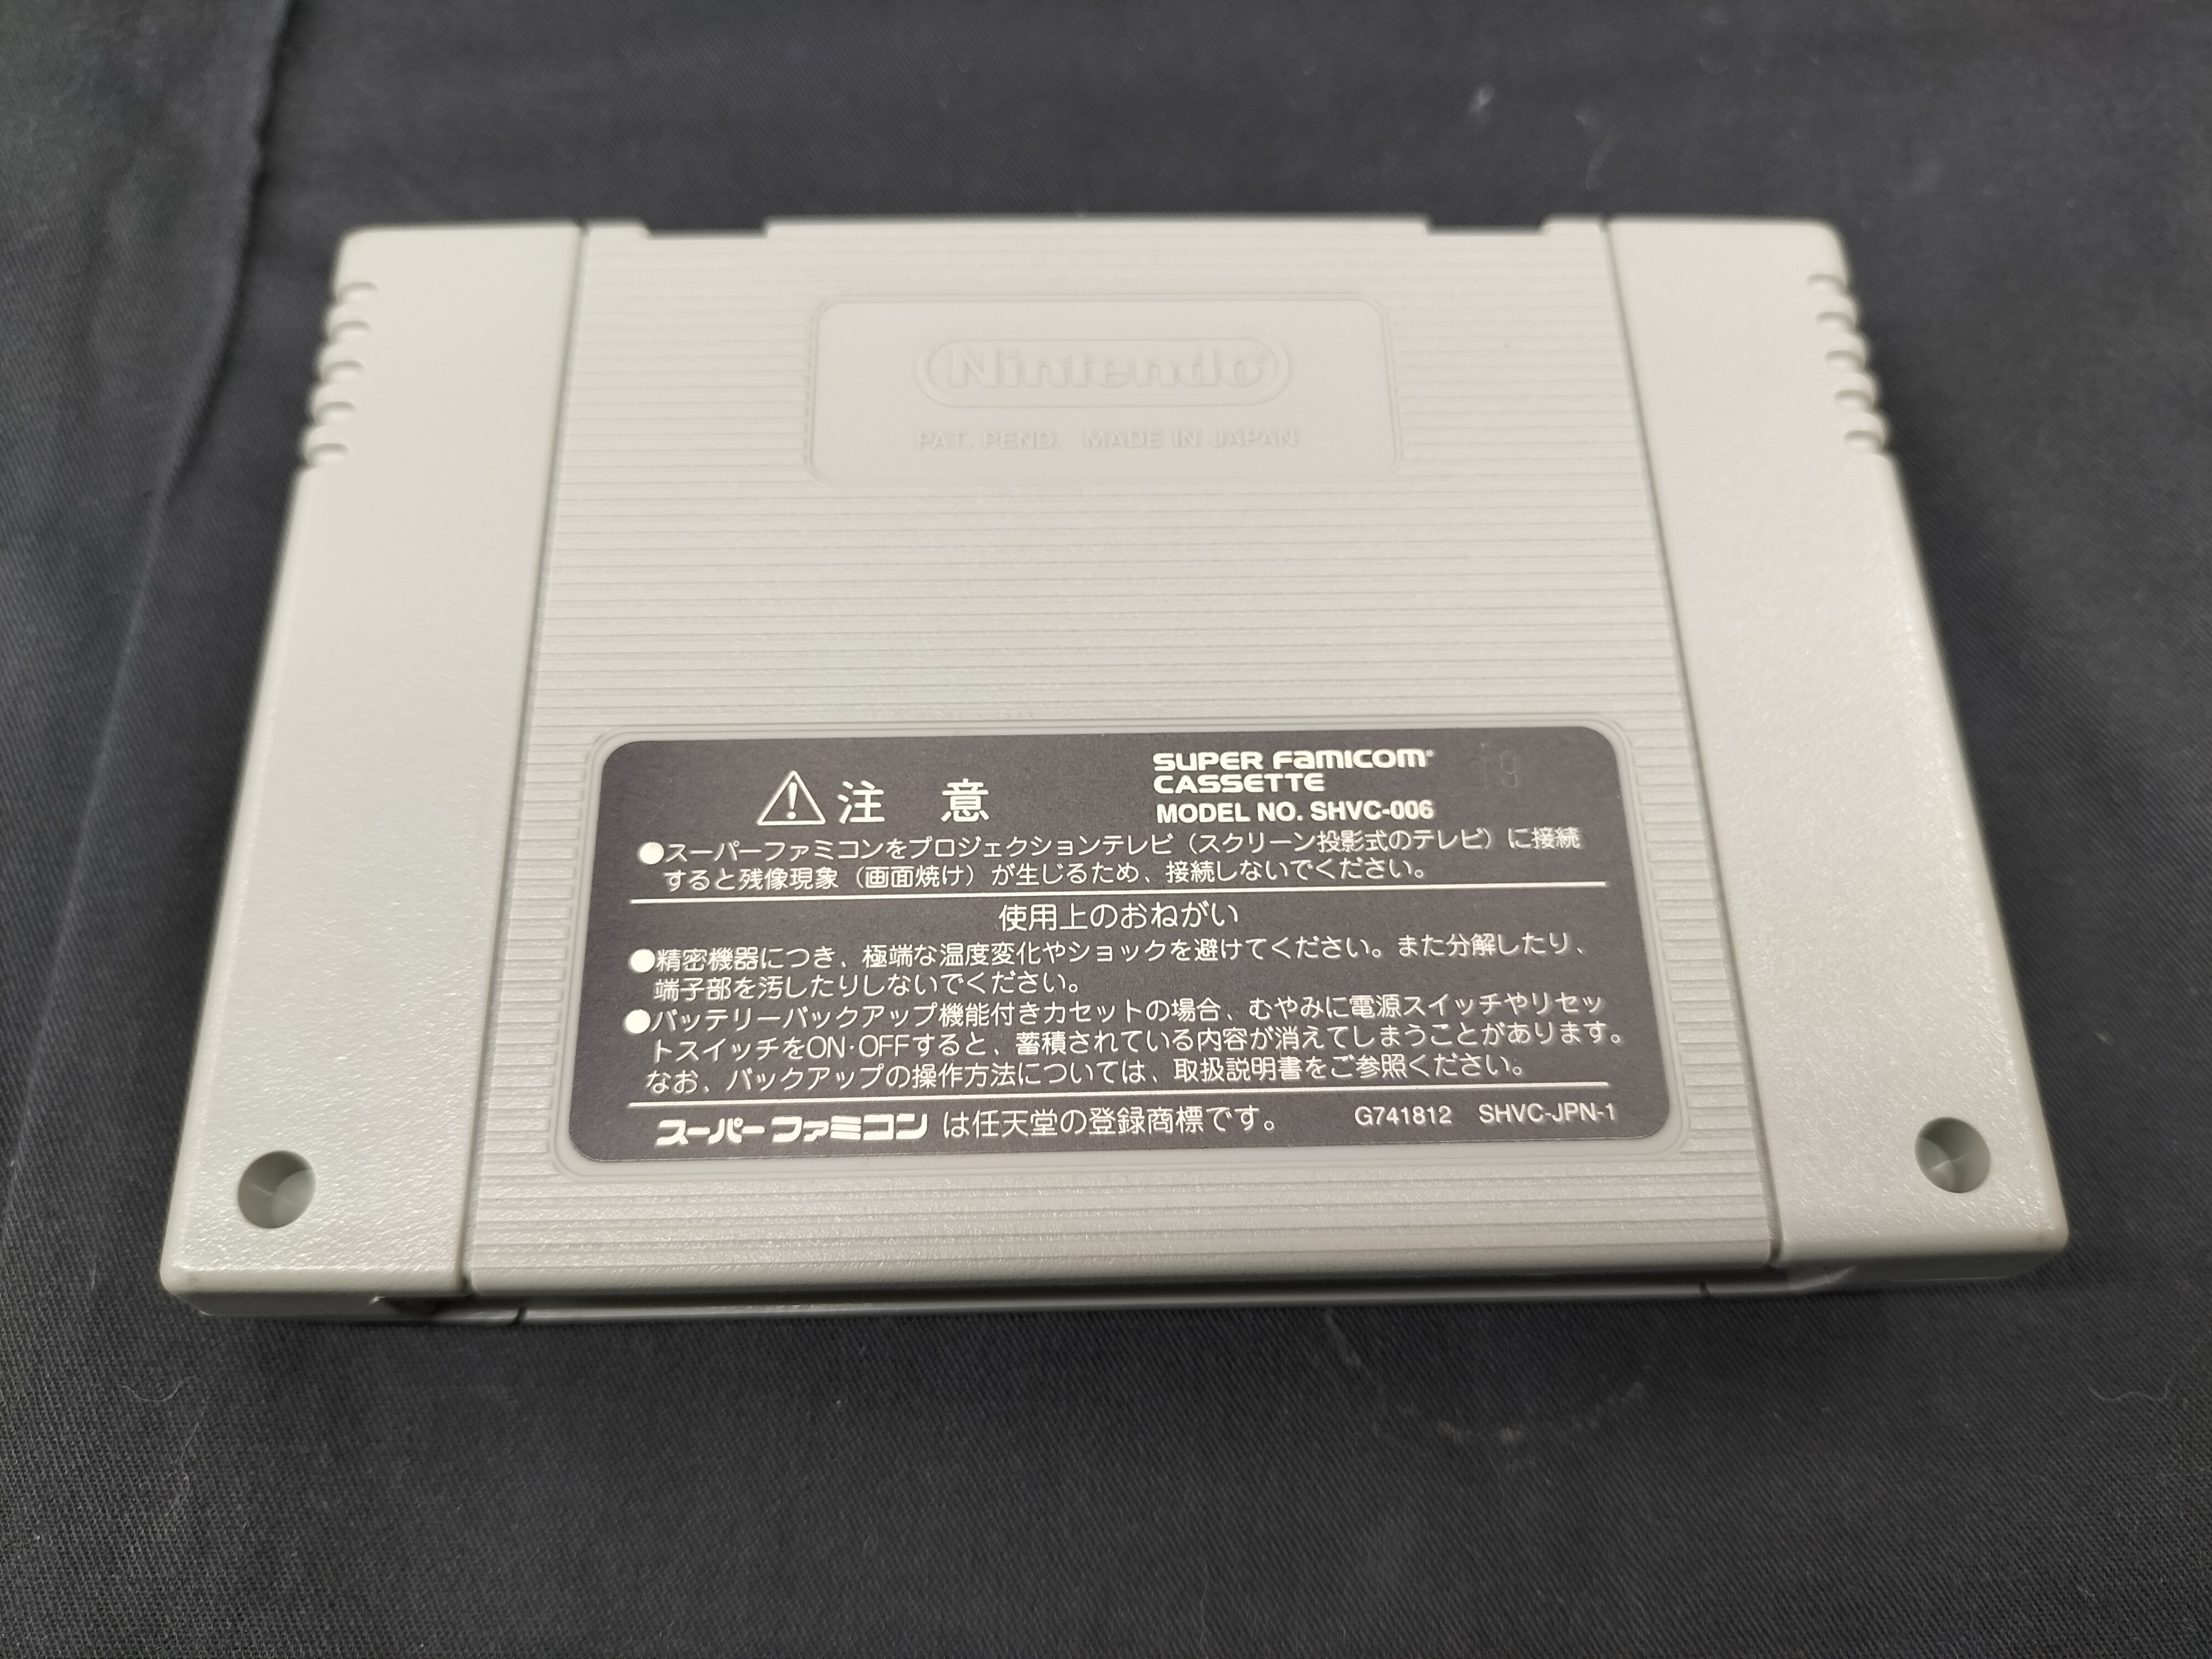 Nintendo
PAT. PEND. MADE IN JAPAN
SUPER FAMICOM
CASSETTE
注 意
MODEL NO. SHVC-006
●スーパーファミコンをプロジェクションテレビ(スクリーン投影式のテレビ)に接続
すると残像現象(画面焼け)が生じるため、接続しないでください。
使用上のおねがい
●精密機器につき、極端な温度変化やショックを避けてください。また分解したり、
端子部を汚したりしないでください。
●バッテリーバックアップ機能付きカセットの場合、むやみに電源スイッチやリセッ
トスイッチをON·OFFすると、蓄積されている内容が消えてしまうことがあります。
なお、バックアップの操作方法については、取扱説明書をご参照ください。
スーパーファミコン は任天堂の登録商標です。 G741812 SHVC-JPN-1